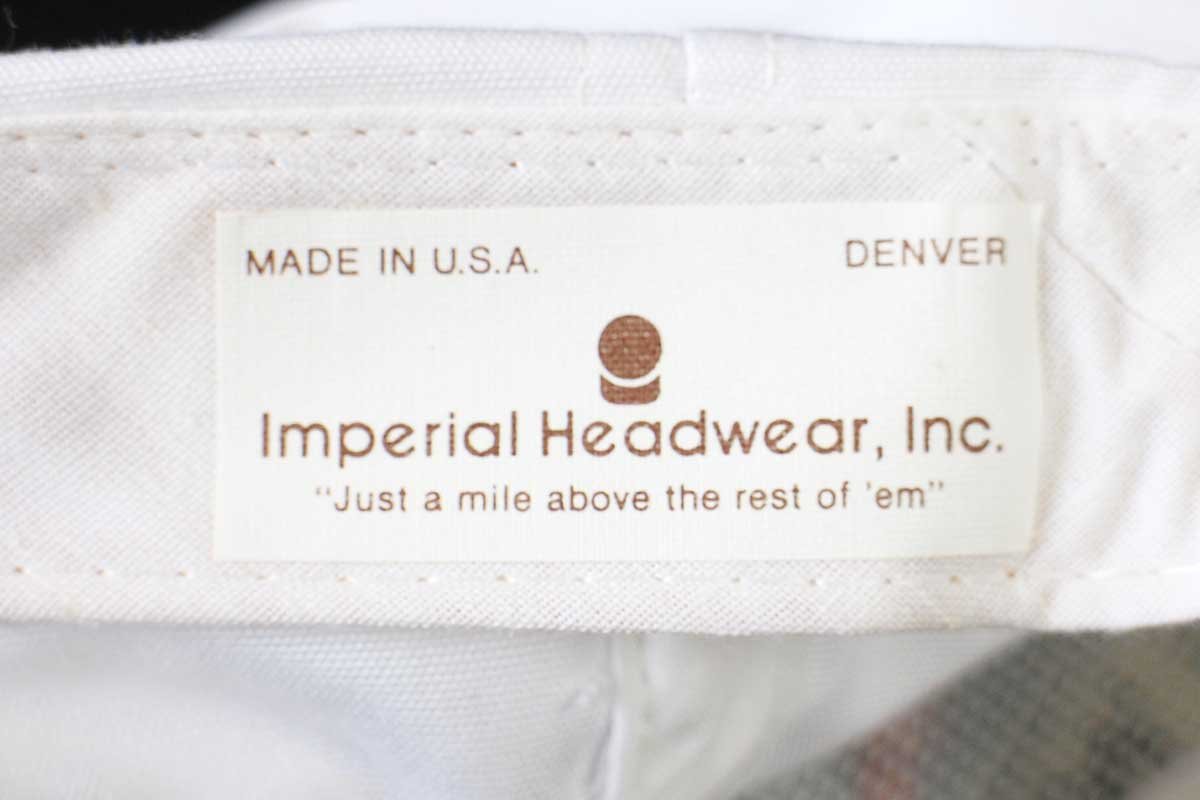 MADE IN U.S.A. DENVER
Imperial Headwear, Inc.
"Just a mile above the rest of 'em"